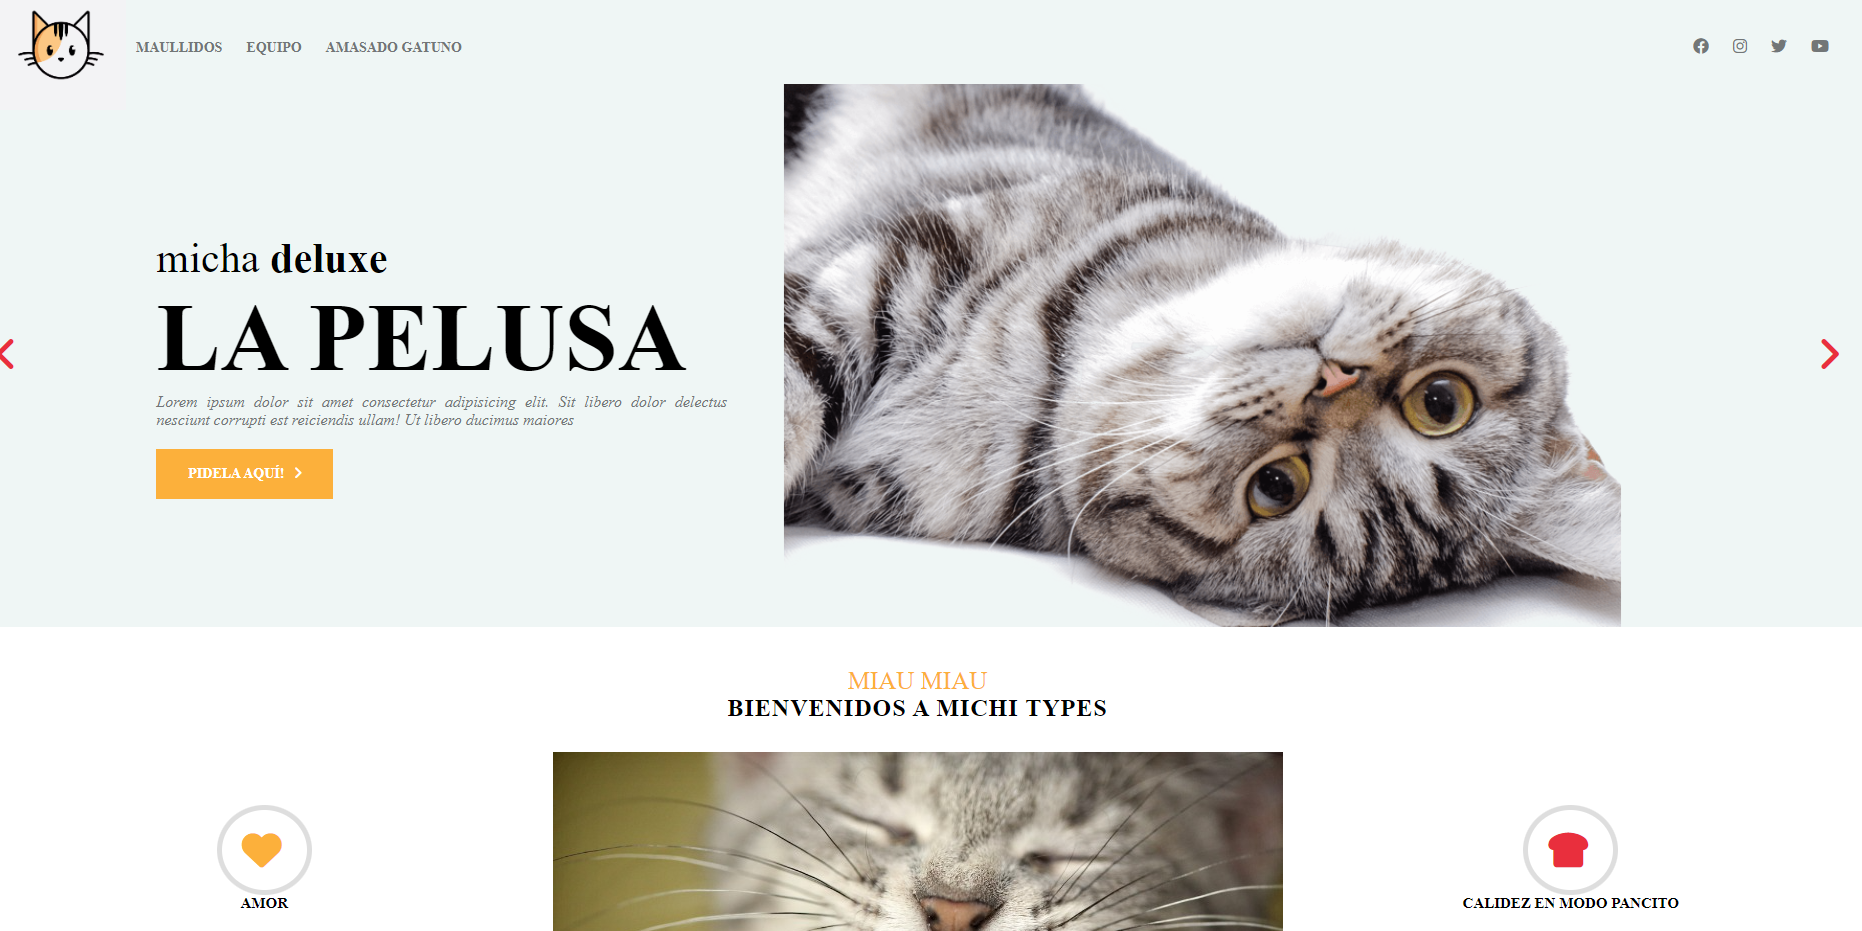 MAULLIDOS EQUIPO AMASADO GATUNO
micha deluxe
LA PELUSA
Lorem ipsum dolor sit amet consectetur adipisicing elit. Sit libero dolor delectus
nesciunt corrupti est reiciendis ullam! Ut libero ducimus maiores
PIDELA AQUÍ!
MIAU MIAU
BIENVENIDOS A MICHI TYPES
AMOR
CALIDEZ EN MODO PANCITO